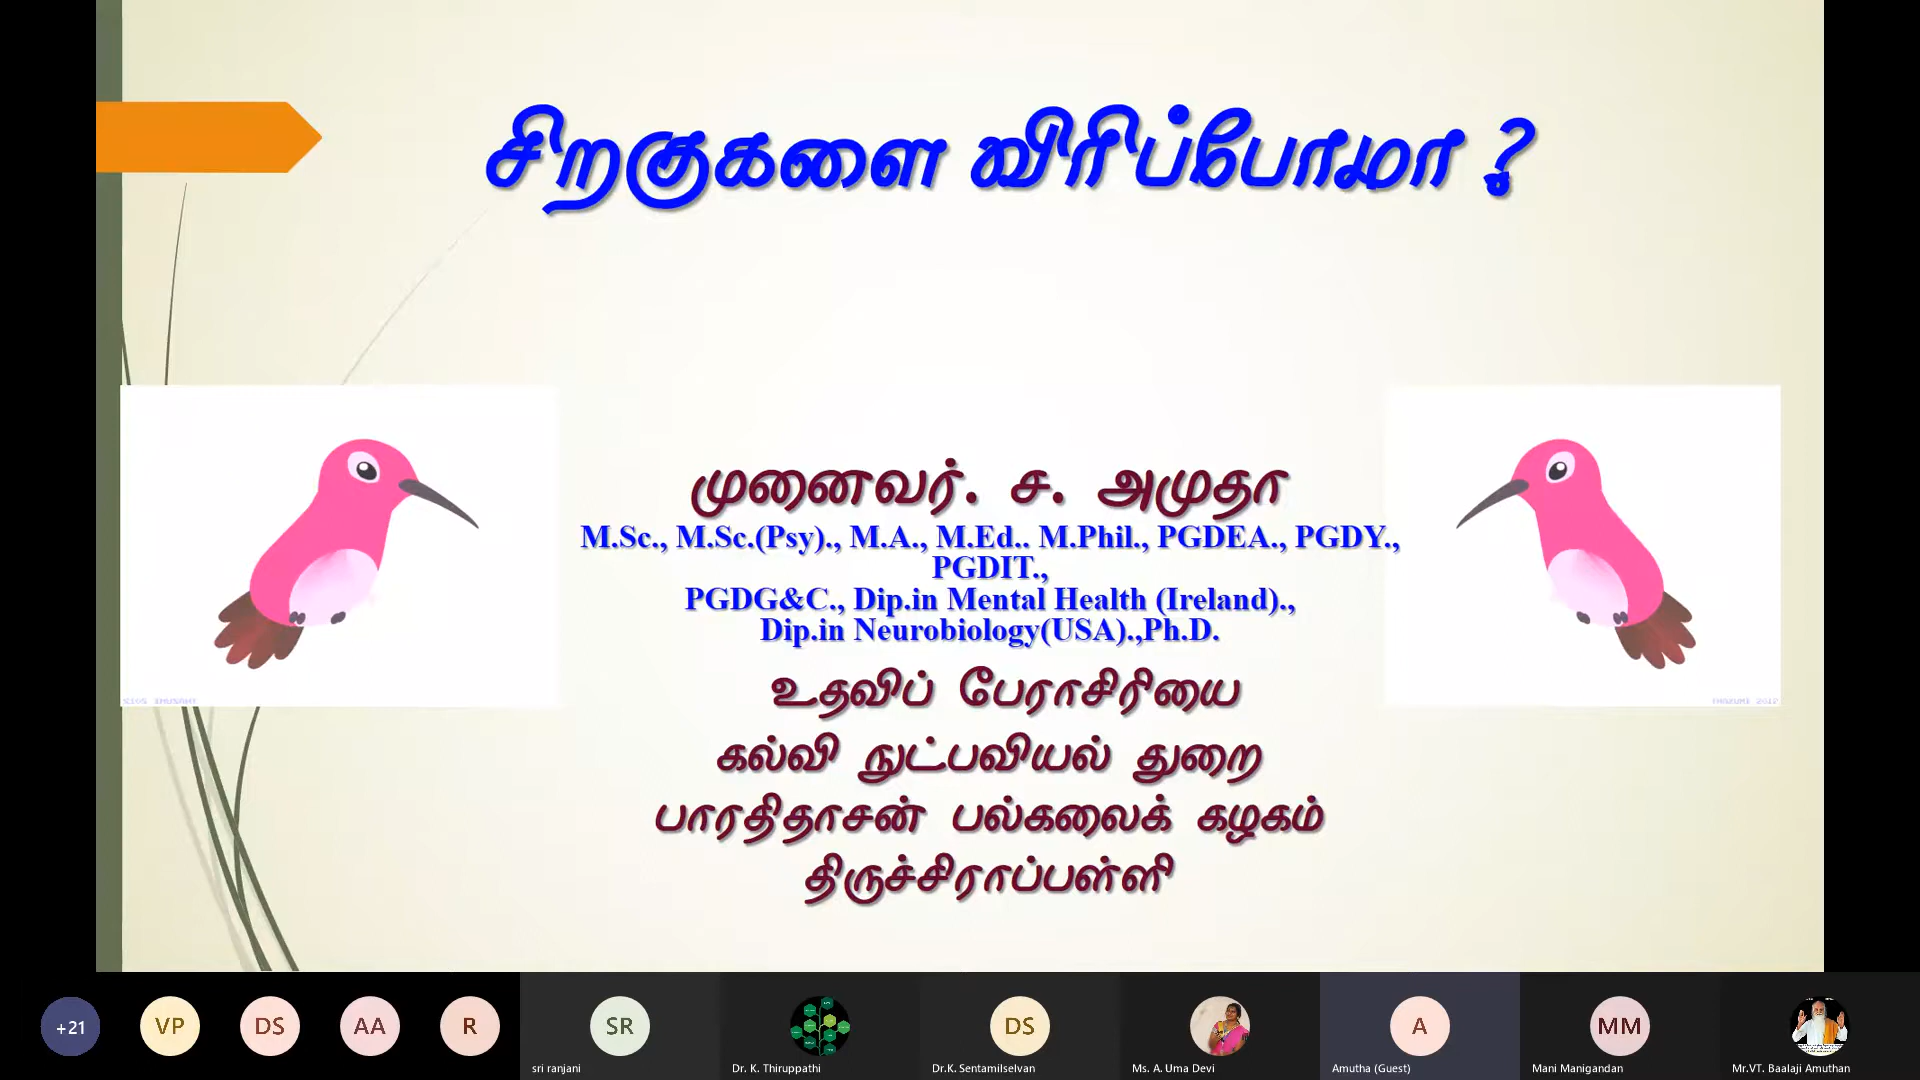 சிறகுகளை விரிப்போமா ?
முனைவர். ச. அமுதா
M.Sc., M.Sc.(Psy)., M.A., M.Ed.. M.Phil., PGDEA., PGDY.,
PGDIT.,
PGDG&C., Dip.in Mental Health (Ireland).,
Dip.in Neurobiology(USA).,Ph.D.
உதவிப் பேராசிரியை
கல்வி நுட்பவியல் துறை
பாரதிதாசன் பல்கலைக் கழகம்
திருச்சிராப்பள்ளி
+21 VP DS AA R SR DS A MM
sri ranjani Dr. K. Thiruppathi Dr.K. Sentamilselvan Ms. A. Uma Devi Amutha (Guest) Mani Manigandan Mr.VT. Baalaji Amuthan